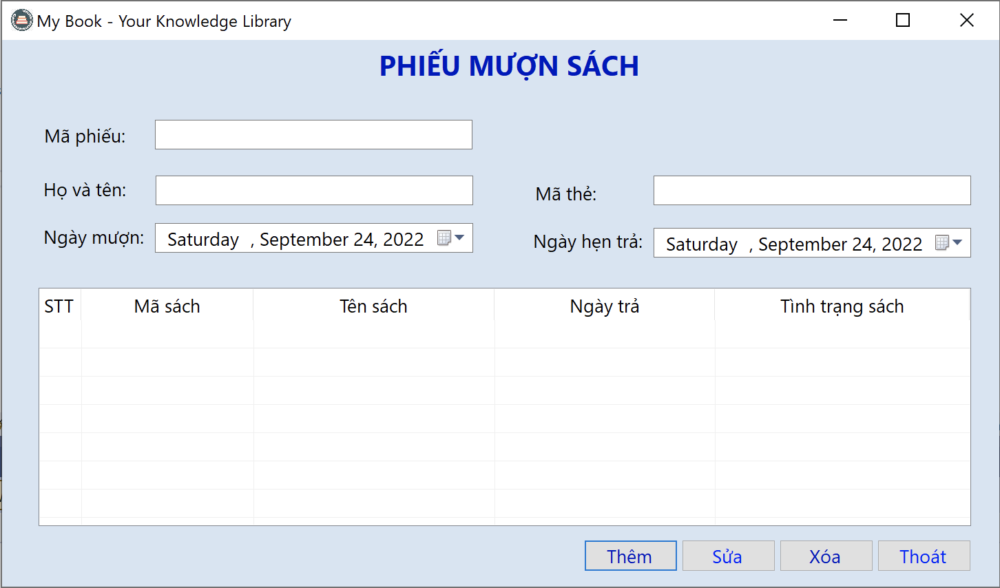 My Book - Your Knowledge Library
PHIẾU MƯỢN SÁCH
Mã phiếu:
Họ và tên:
Mã thẻ:
Ngày mượn: Saturday , September 24, 2022
Ngày hẹn trả: Saturday , September 24, 2022
STT Mã sách Tên sách Ngày trả Tình trạng sách
Thêm Sửa Xóa Thoát